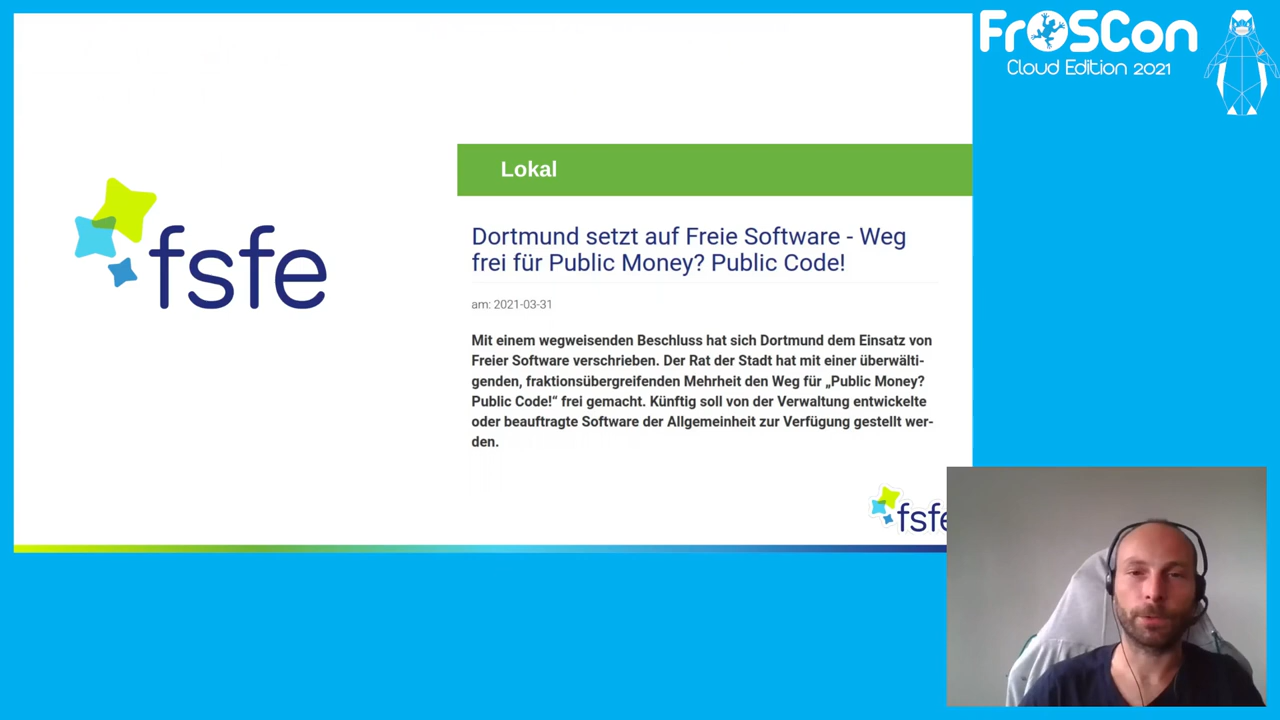 FrOSCon
Cloud Edition 2021
fsfe
Lokal
Dortmund setzt auf Freie Software - Weg
frei für Public Money? Public Code!
am: 2021-03-31
Mit einem wegweisenden Beschluss hat sich Dortmund dem Einsatz von
Freier Software verschrieben. Der Rat der Stadt hat mit einer überwälti-
genden, fraktionsübergreifenden Mehrheit den Weg für „Public Money?
Public Code!“ frei gemacht. Künftig soll von der Verwaltung entwickelte
oder beauftragte Software der Allgemeinheit zur Verfügung gestellt wer-
den.
fsfe